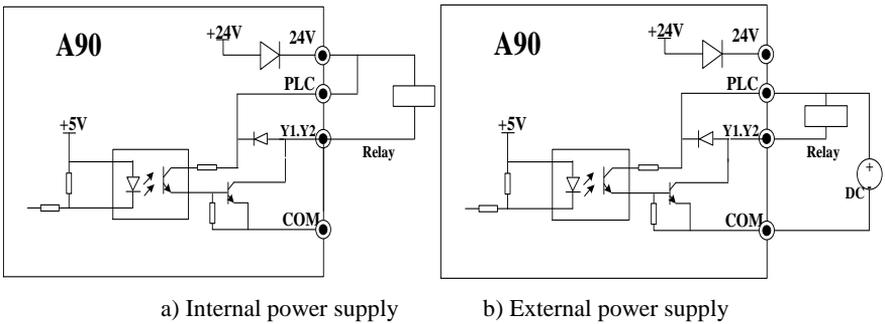 A90
+24V
24V
PLC
+5V
Y1.Y2
Relay
COM
A90
+24V
24V
PLC
+5V
Y1.Y2
Relay
+
DC
COM
a) Internal power supply
b) External power supply